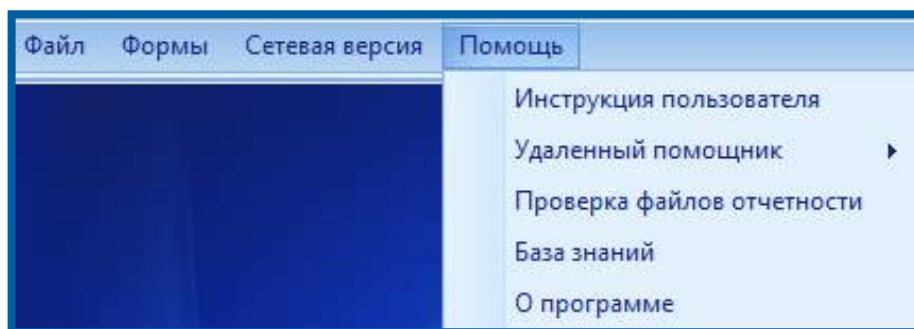 Файл Формы Сетевая версия Помощь
Инструкция пользователя
Удаленный помощник
Проверка файлов отчетности
База знаний
О программе